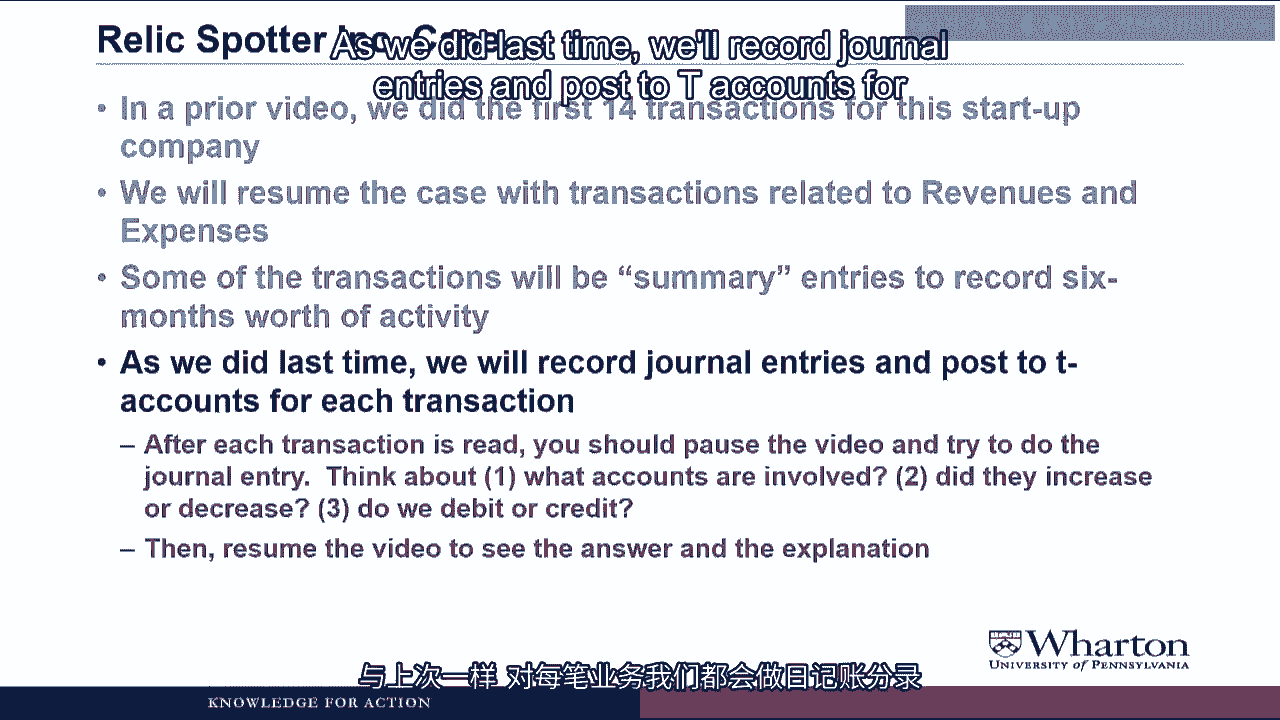 Relic Spotter
As we did last time, we'll record journal
entries and post to T accounts for
• In a prior video, we did the first 14 transactions for this start-up
company
• We will resume the case with transactions related to Revenues and
Expenses
• Some of the transactions will be “summary” entries to record six-
months worth of activity
• As we did last time, we will record journal entries and post to t-
accounts for each transaction
– After each transaction is read, you should pause the video and try to do the
journal entry. Think about (1) what accounts are involved? (2) did they increase
or decrease? (3) do we debit or credit?
– Then, resume the video to see the answer and the explanation
Wharton
UNIVERSITY of PENNSYLVANIA
与上次一样 对每笔业务我们都会做日记账分录
KNOWLEDGE FOR ACTION